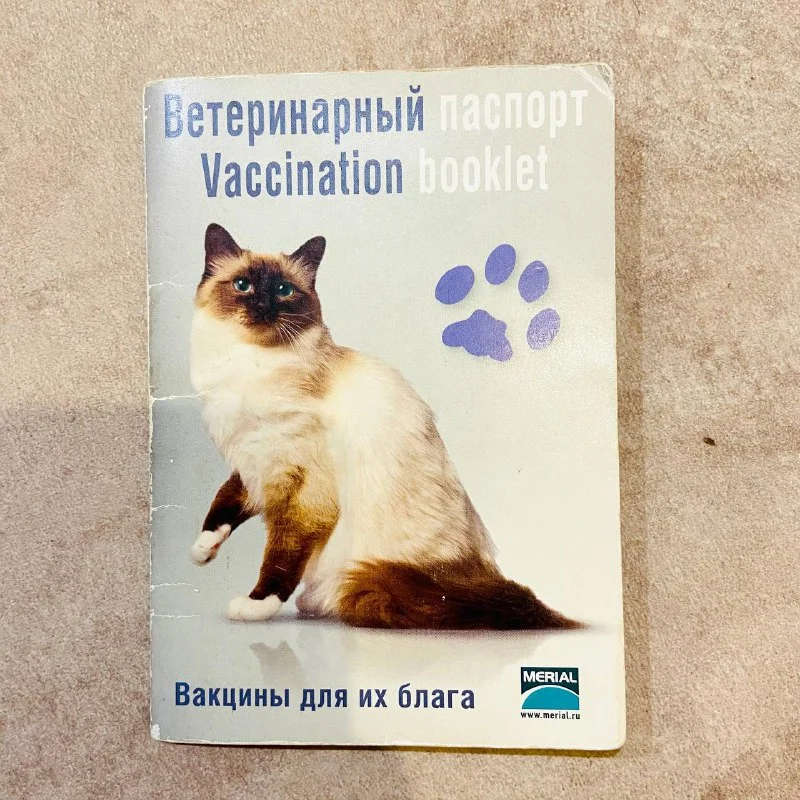 Ветеринарный паспорт
Vaccination booklet
Вакцины для их блага
MERIAL
www.merial.ru